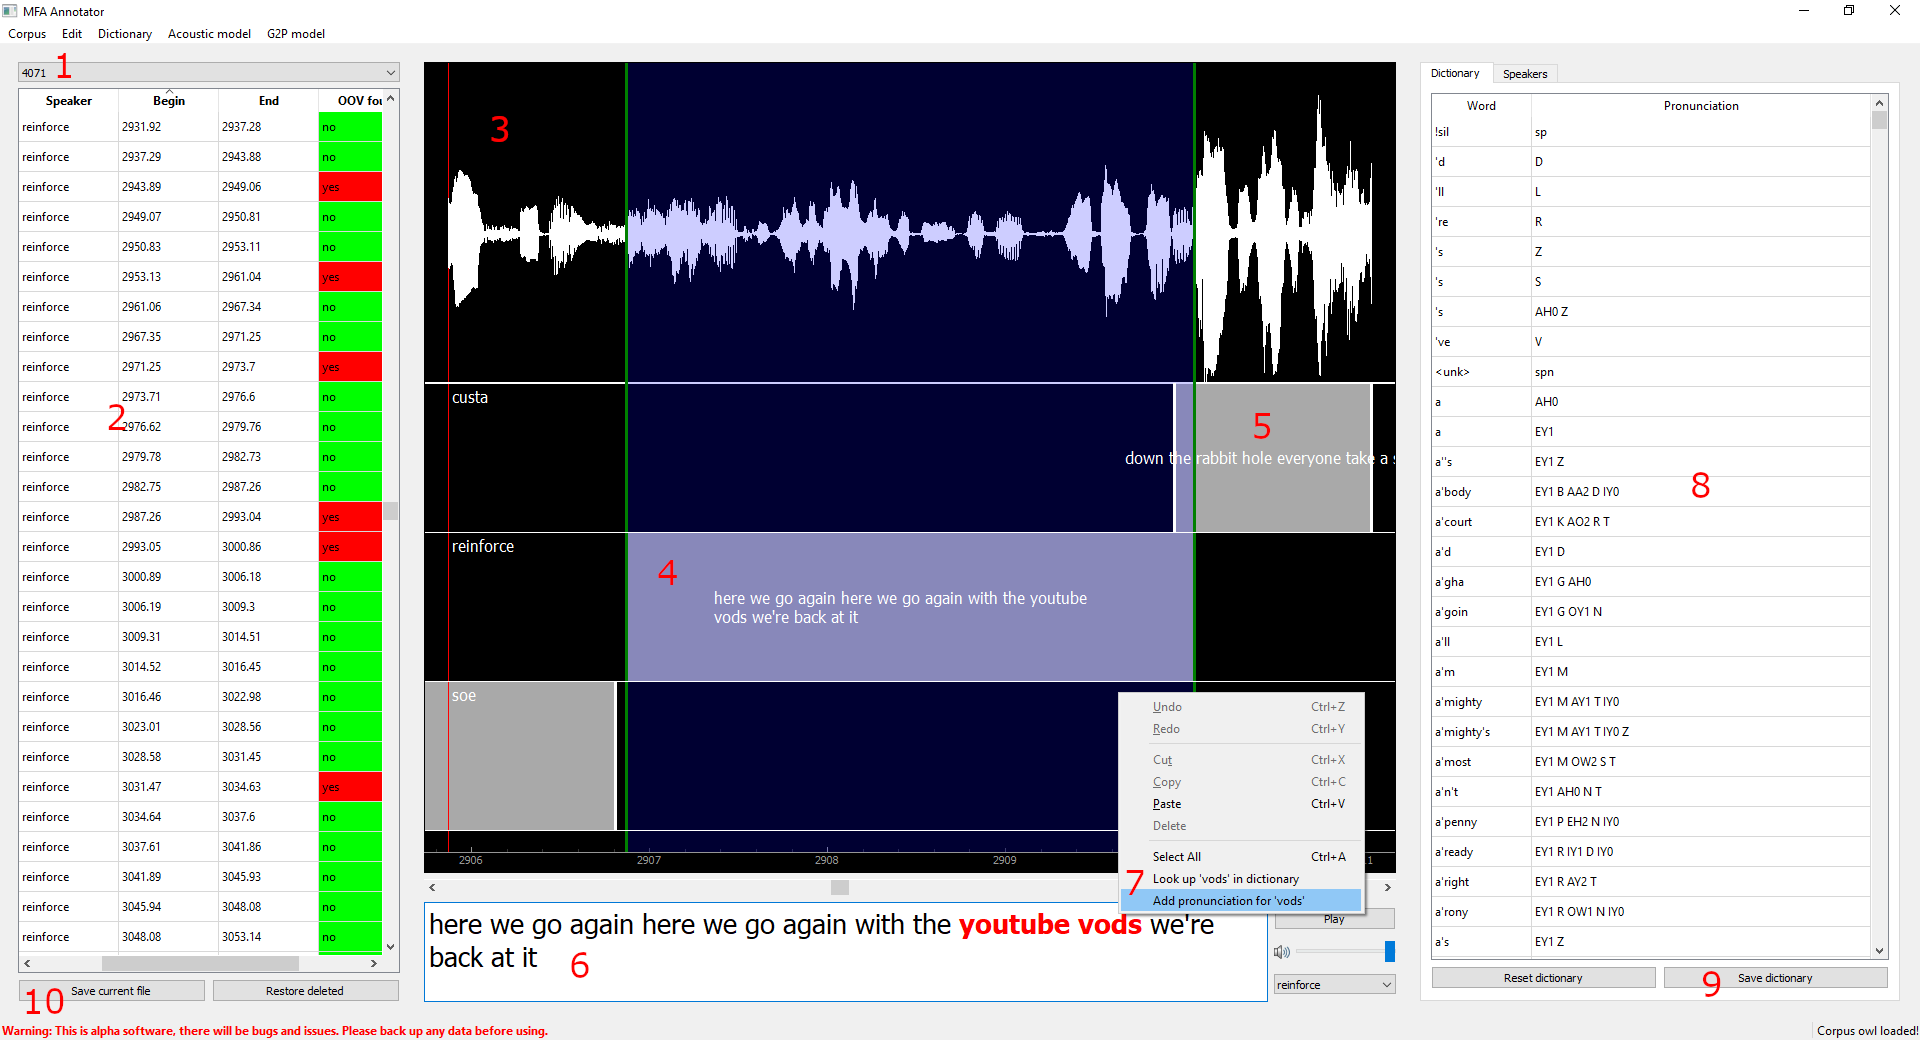 MFA Annotator
Corpus Edit Dictionary Acoustic model G2P model
4071
1
Speaker Begin End OOV fou
reinforce 2931.92 2937.28 no
reinforce 2937.29 2943.88 no
reinforce 2943.89 2949.06 yes
reinforce 2949.07 2950.81 no
reinforce 2950.83 2953.11 no
reinforce 2953.13 2961.04 yes
reinforce 2961.06 2967.34 no
reinforce 2967.35 2971.25 no
reinforce 2971.25 2973.7 yes
reinforce 2973.71 2976.6 no
2
reinforce 2976.62 2979.76 no
reinforce 2979.78 2982.73 no
reinforce 2982.75 2987.26 no
reinforce 2987.26 2993.04 yes
reinforce 2993.05 3000.86 yes
reinforce 3000.89 3006.18 no
reinforce 3006.19 3009.3 no
reinforce 3009.31 3014.51 no
reinforce 3014.52 3016.45 no
reinforce 3016.46 3022.98 no
reinforce 3023.01 3028.56 no
reinforce 3028.58 3031.45 no
reinforce 3031.47 3034.63 yes
reinforce 3034.64 3037.6 no
reinforce 3037.61 3041.86 no
reinforce 3041.89 3045.93 no
reinforce 3045.94 3048.08 no
reinforce 3048.08 3053.14 no
10
Save current file Restore deleted
Warning: This is alpha software, there will be bugs and issues. Please back up any data before using.
3
custa
5
down the rabbit hole everyone take a s
reinforce
4
here we go again here we go again with the youtube
vods we're back at it
soe
2906 2907 2908 2909 1
Undo Ctrl+Z
Redo Ctrl+Y
Cut Ctrl+X
Copy Ctrl+C
Paste Ctrl+V
Delete
Select All Ctrl+A
7
Look up 'vods' in dictionary
Add pronunciation for 'vods'
here we go again here we go again with the youtube vods we're
back at it
6
Play
reinforce
Dictionary Speakers
Word Pronunciation
!sil sp
'd D
'll L
're R
's Z
's S
's AH0 Z
've V
<unk> spn
a AH0
a EY1
a''s EY1 Z
a'body EY1 B AA2 D IY0
8
a'court EY1 K AO2 R T
a'd EY1 D
a'gha EY1 G AH0
a'goin EY1 G OY1 N
a'll EY1 L
a'm EY1 M
a'mighty EY1 M AY1 T IY0
a'mighty's EY1 M AY1 T IY0 Z
a'most EY1 M OW2 S T
a'n't EY1 AH0 N T
a'penny EY1 P EH2 N IY0
a'ready EY1 R IY1 D IY0
a'right EY1 R AY2 T
a'rony EY1 R OW1 N IY0
a's EY1 Z
Reset dictionary Save dictionary
9
Corpus owl loaded!